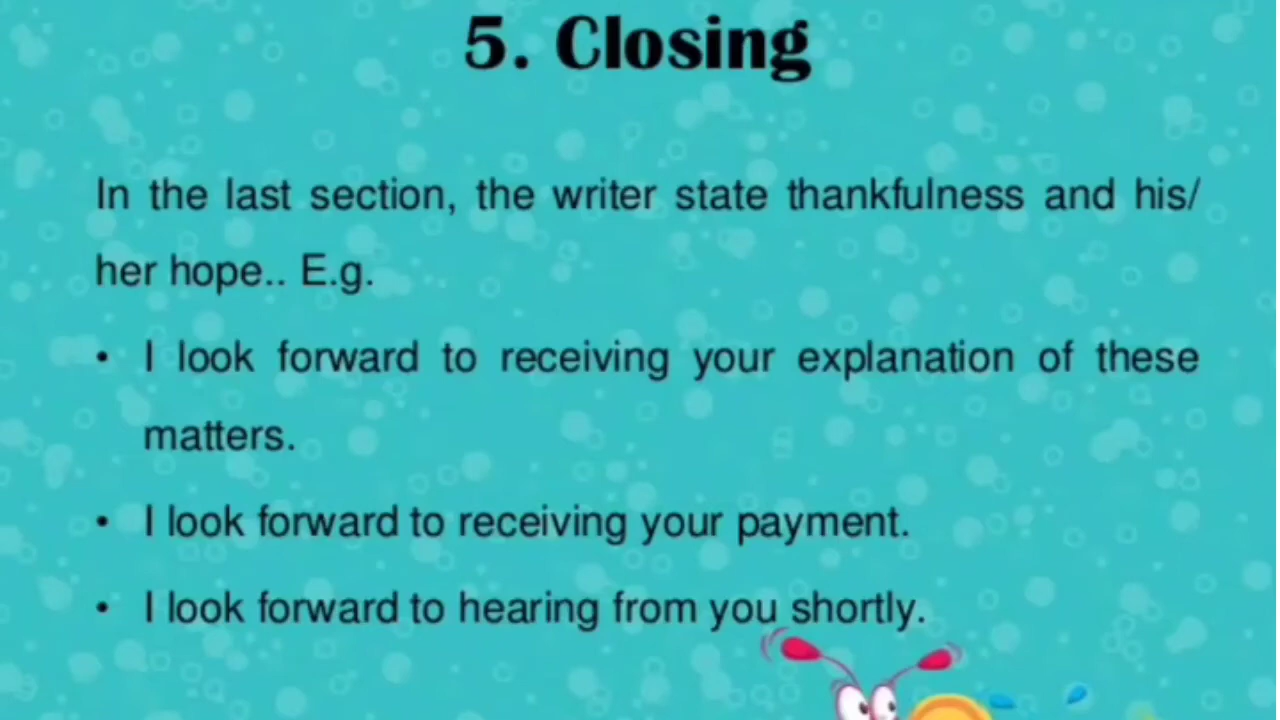 5. Closing
In the last section, the writer state thankfulness and his/
her hope.. E.g.
• I look forward to receiving your explanation of these
matters.
• I look forward to receiving your payment.
• I look forward to hearing from you shortly.